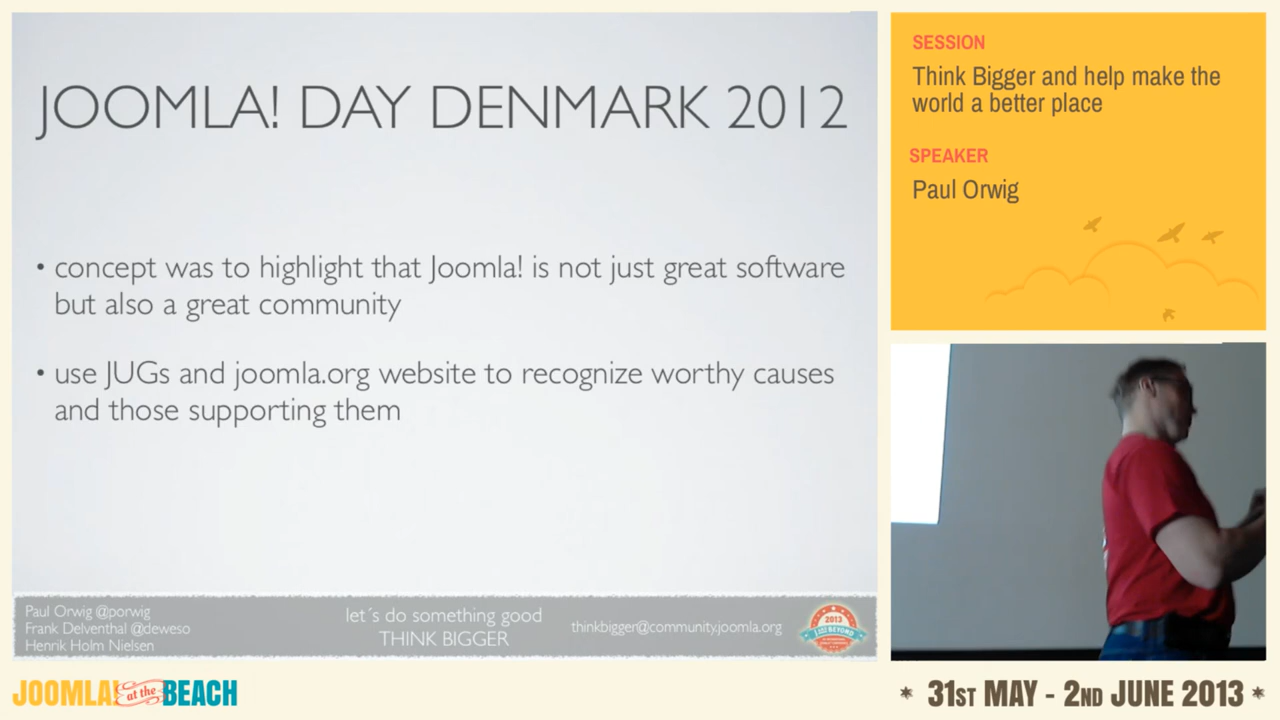 JOOMLA! DAY DENMARK 2012
• concept was to highlight that Joomla! is not just great software
but also a great community
• use JUGs and joomla.org website to recognize worthy causes
and those supporting them
Paul Orwig @porwig
Frank Delventhal @deweso
Henrik Holm Nielsen
let´s do something good
THINK BIGGER
thinkbigger@community.joomla.org
2013
J AND BEYOND
SESSION
Think Bigger and help make the
world a better place
SPEAKER
Paul Orwig
JOOMLA! at the BEACH
* 31ST MAY - 2ND JUNE 2013 *